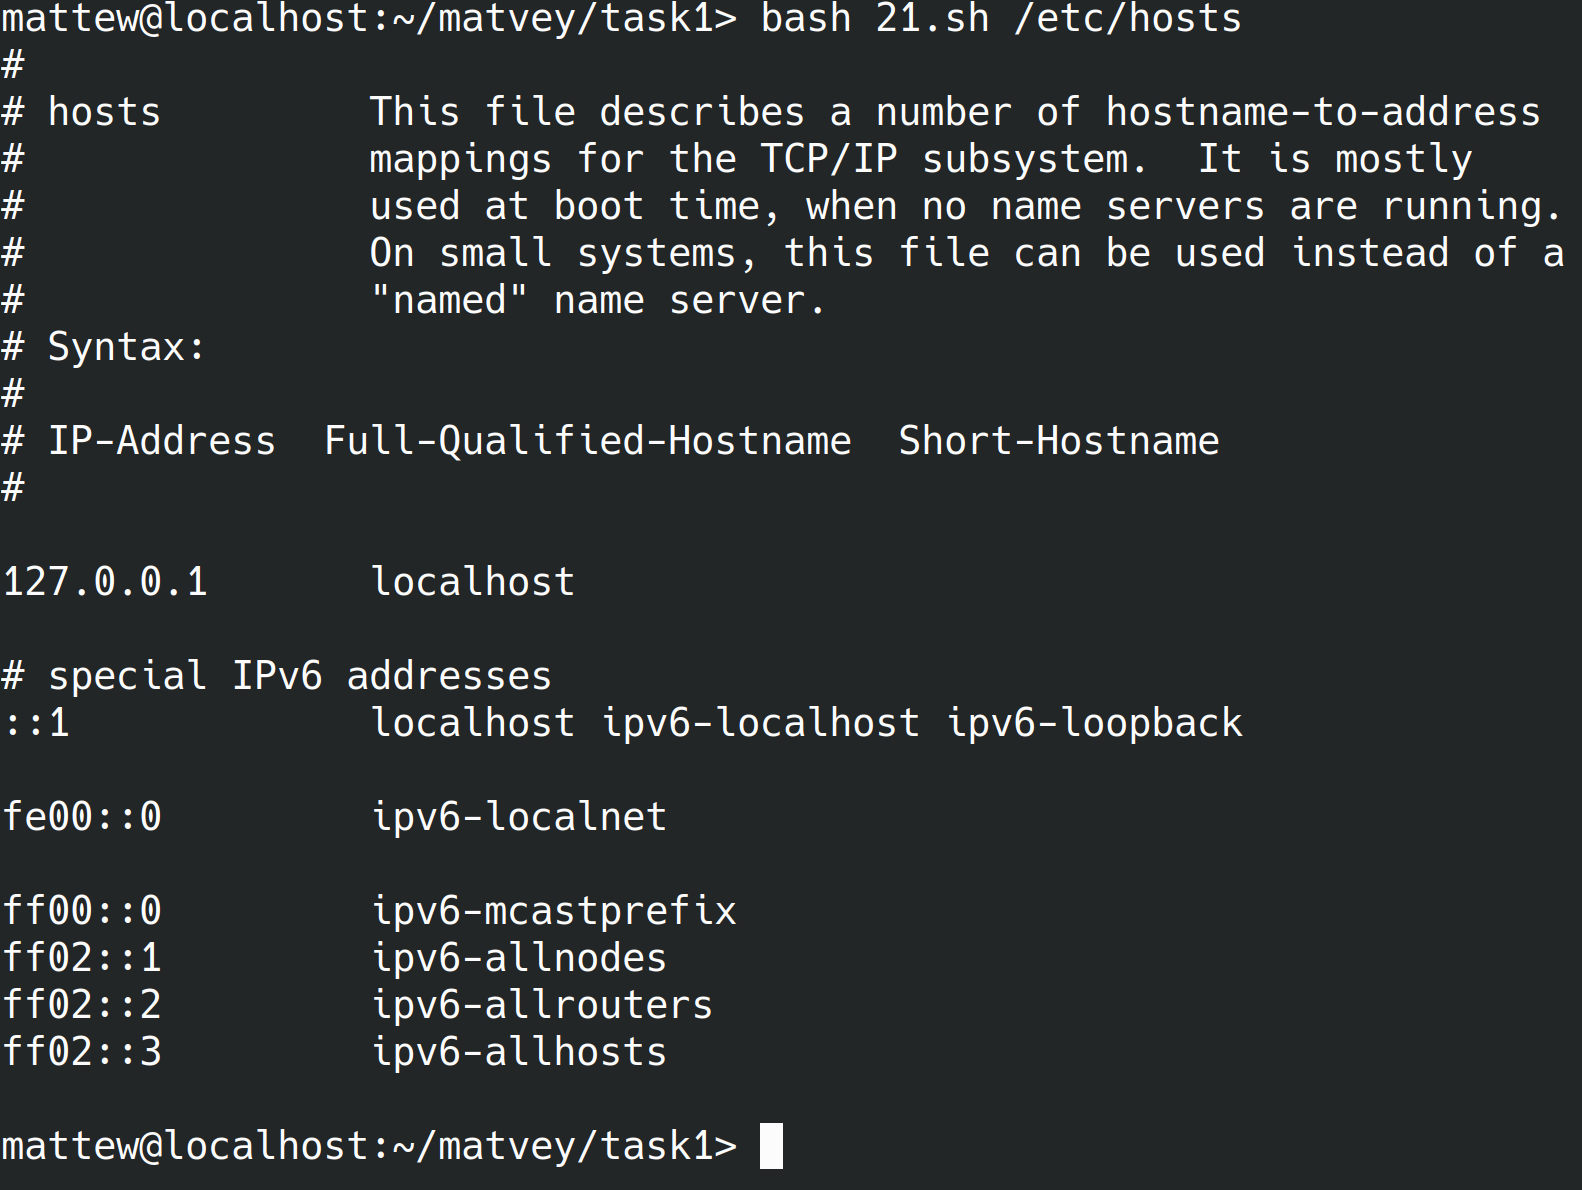 mattew@localhost:~/matvey/task1> bash 21.sh /etc/hosts
#
# hosts         This file describes a number of hostname-to-address
#               mappings for the TCP/IP subsystem.  It is mostly
#               used at boot time, when no name servers are running.
#               On small systems, this file can be used instead of a
#               "named" name server.
# Syntax:
#
# IP-Address  Full-Qualified-Hostname  Short-Hostname
#

127.0.0.1       localhost

# special IPv6 addresses
::1             localhost ipv6-localhost ipv6-loopback

fe00::0         ipv6-localnet

ff00::0         ipv6-mcastprefix
ff02::1         ipv6-allnodes
ff02::2         ipv6-allrouters
ff02::3         ipv6-allhosts

mattew@localhost:~/matvey/task1>